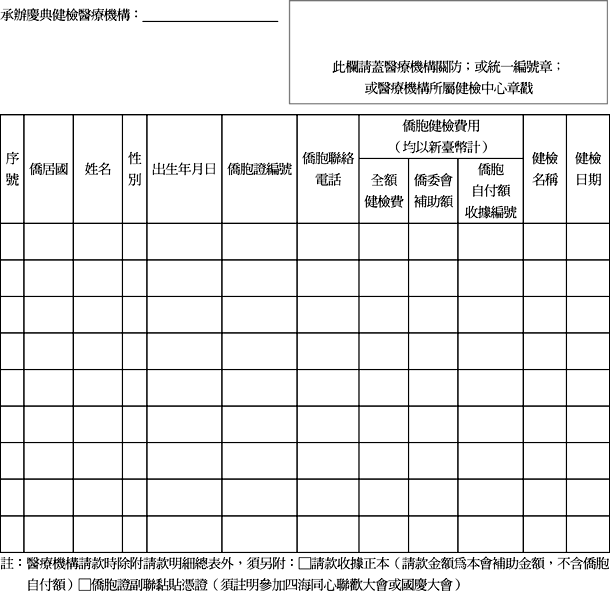 承辦慶典健檢醫療機構：
此欄請蓋醫療機構關防；或統一編號章；
或醫療機構所屬健檢中心章戳
序號
僑居國
姓名
性別
出生年月日
僑胞證編號
僑胞聯絡
電話
僑胞健檢費用
（均以新臺幣計）
全額
健檢費
僑委會
補助額
僑胞
自付額
收據編號
健檢
名稱
健檢
日期
註：醫療機構請款時除附請款明細總表外，須另附：□請款收據正本（請款金額為本會補助金額，不含僑胞
自付額）□僑胞證副聯黏貼憑證（須註明參加四海同心聯歡大會或國慶大會）